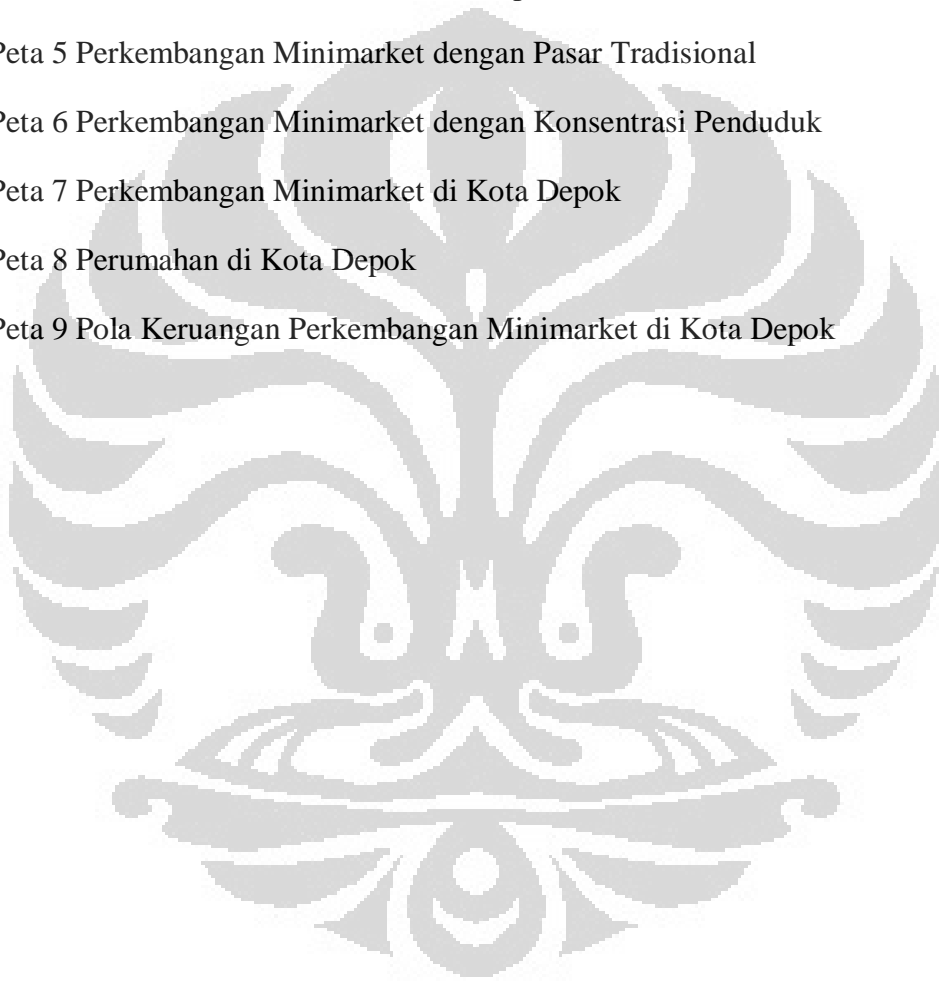 Peta 5 Perkembangan Minimarket dengan Pasar Tradisional
Peta 6 Perkembangan Minimarket dengan Konsentrasi Penduduk
Peta 7 Perkembangan Minimarket di Kota Depok
Peta 8 Perumahan di Kota Depok
Peta 9 Pola Keruangan Perkembangan Minimarket di Kota Depok